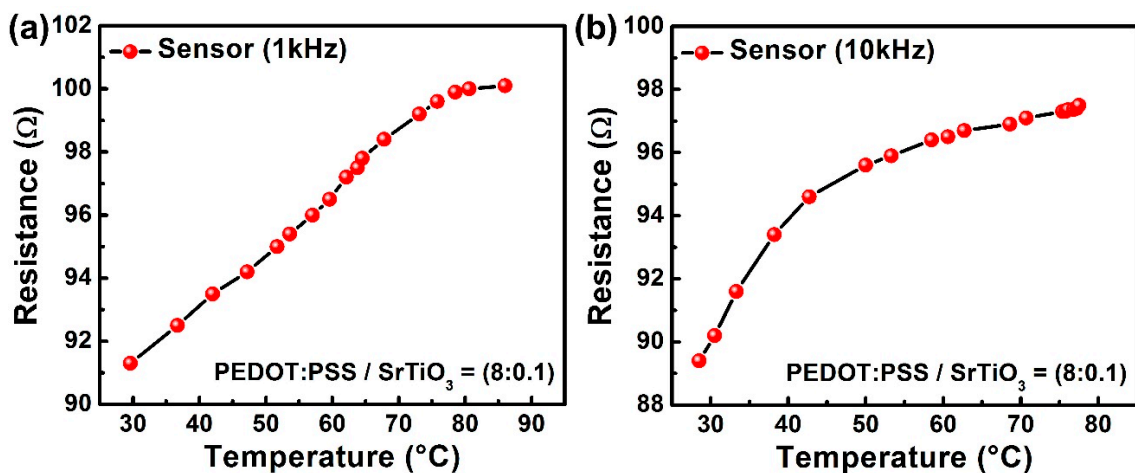 (a)
102
100
98
96
94
92
90
Resistance (Ω)
Sensor (1kHz)
PEDOT:PSS / SrTiO₃ = (8:0.1)
30 40 50 60 70 80 90
Temperature (°C)
(b)
100
98
96
94
92
90
88
Resistance (Ω)
Sensor (10kHz)
PEDOT:PSS / SrTiO₃ = (8:0.1)
30 40 50 60 70 80
Temperature (°C)